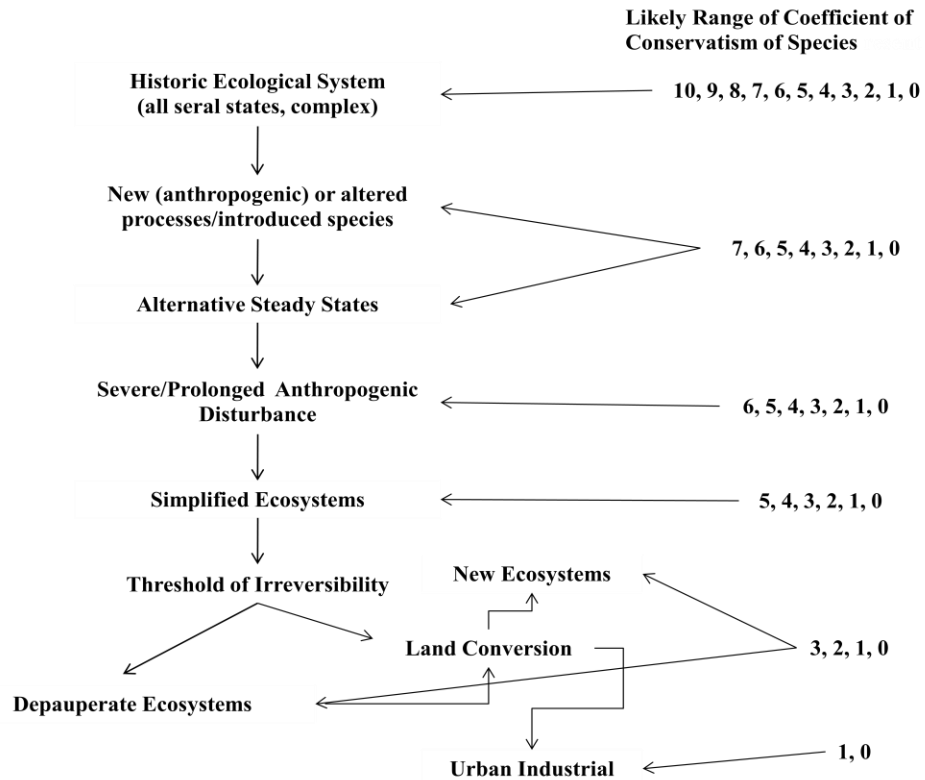 Likely Range of Coefficient of
Conservatism of Species
Historic Ecological System
(all seral states, complex)
10, 9, 8, 7, 6, 5, 4, 3, 2, 1, 0
New (anthropogenic) or altered
processes/introduced species
7, 6, 5, 4, 3, 2, 1, 0
Alternative Steady States
Severe/Prolonged Anthropogenic
Disturbance
6, 5, 4, 3, 2, 1, 0
Simplified Ecosystems
5, 4, 3, 2, 1, 0
Threshold of Irreversibility
New Ecosystems
Land Conversion
3, 2, 1, 0
Depauperate Ecosystems
Urban Industrial
1, 0